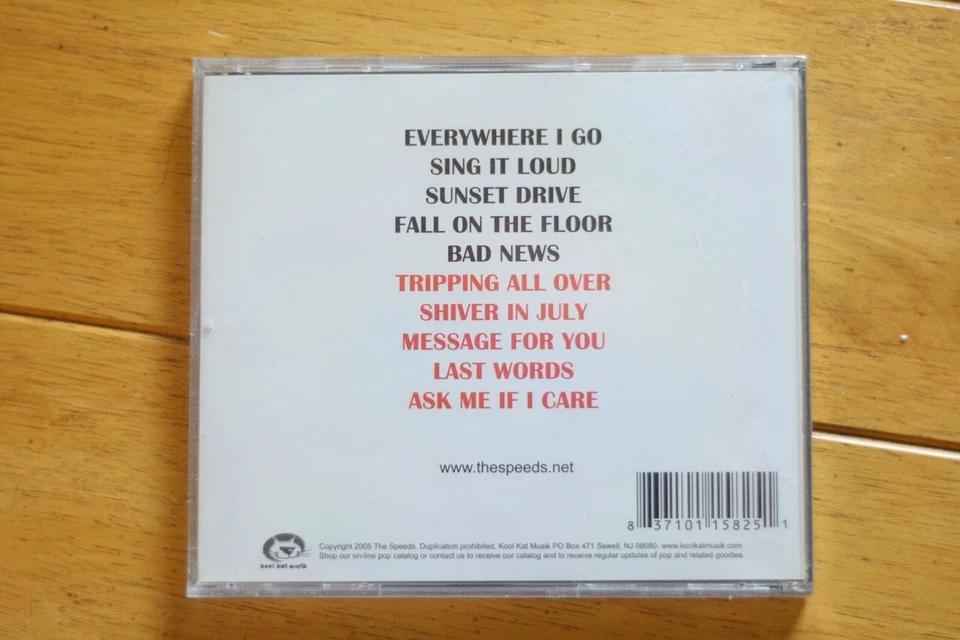 EVERYWHERE I GO
SING IT LOUD
SUNSET DRIVE
FALL ON THE FLOOR
BAD NEWS
TRIPPING ALL OVER
SHIVER IN JULY
MESSAGE FOR YOU
LAST WORDS
ASK ME IF I CARE
www.thespeeds.net
8 37101 15825 1
kool kat musik
Copyright 2005 The Speeds. Duplication prohibited. Kool Kat Musik PO Box 471 Sewell, NJ 08080. www.koolkatmusik.com
Shop our on-line pop catalog or contact us to receive our catalog and to receive regular updates of pop and related goodies.